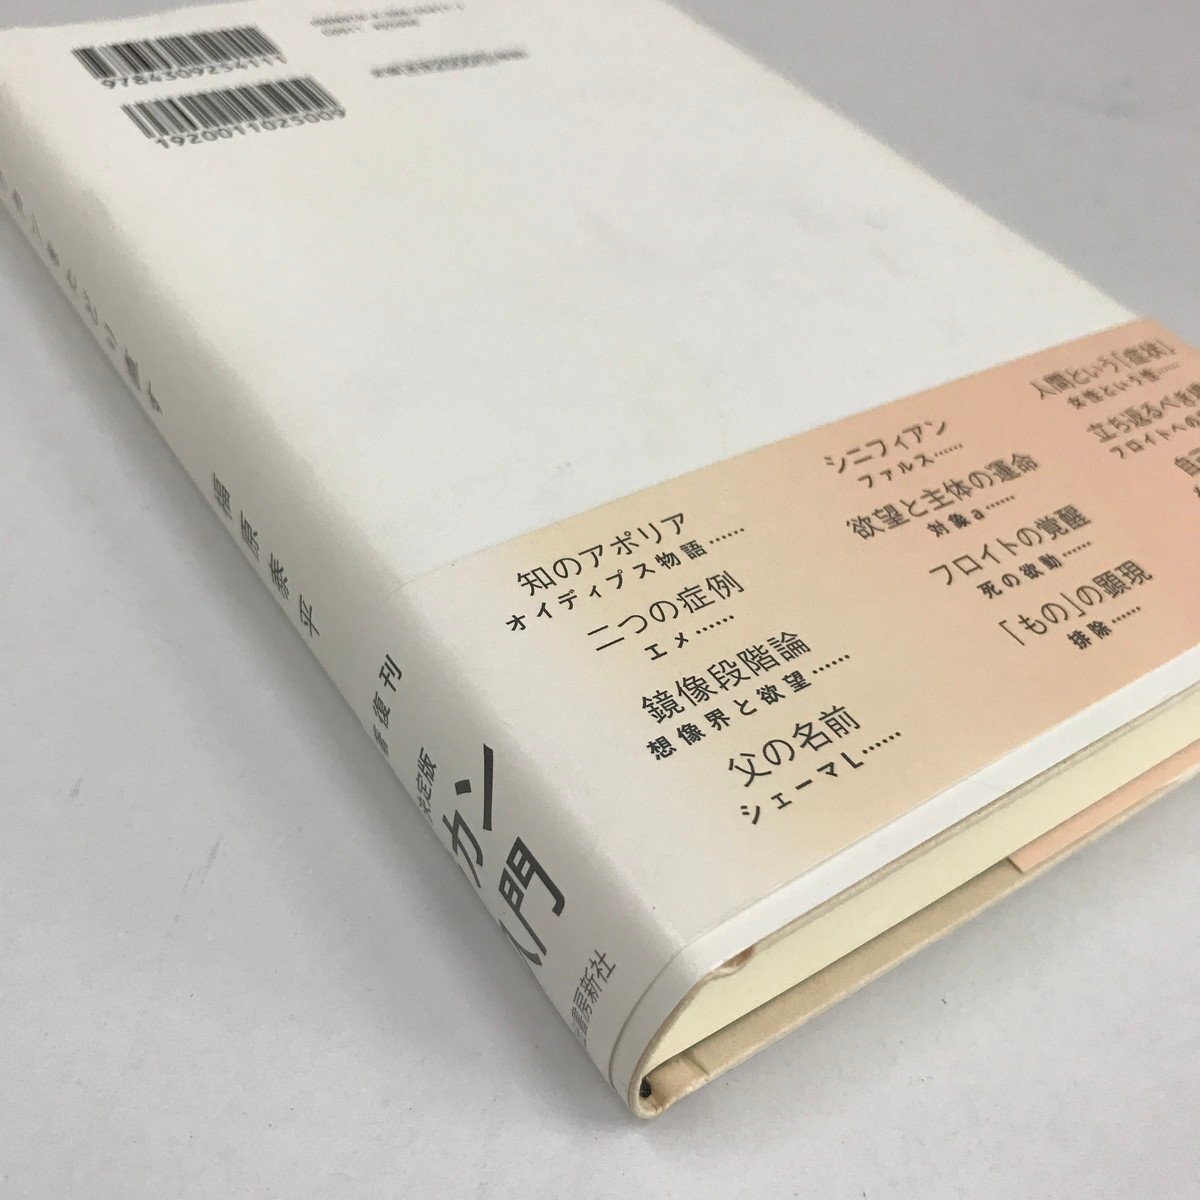 9784309254111
1920011025009
たどり直す
福原泰平
復刊
決定版
カン
入門
書房新社
知のアポリア
オイディプス物語……
二つの症例
エメ……
鏡像段階論
想像界と欲望……
父の名前
シェーマL……
シニフィアン
ファルス……
欲望と主体の運命
対象a……
フロイトの覚醒
死の欲動……
「もの」の顕現
排除……
人間という「症状」
女性という性……
立ち返るべき
フロイトへの